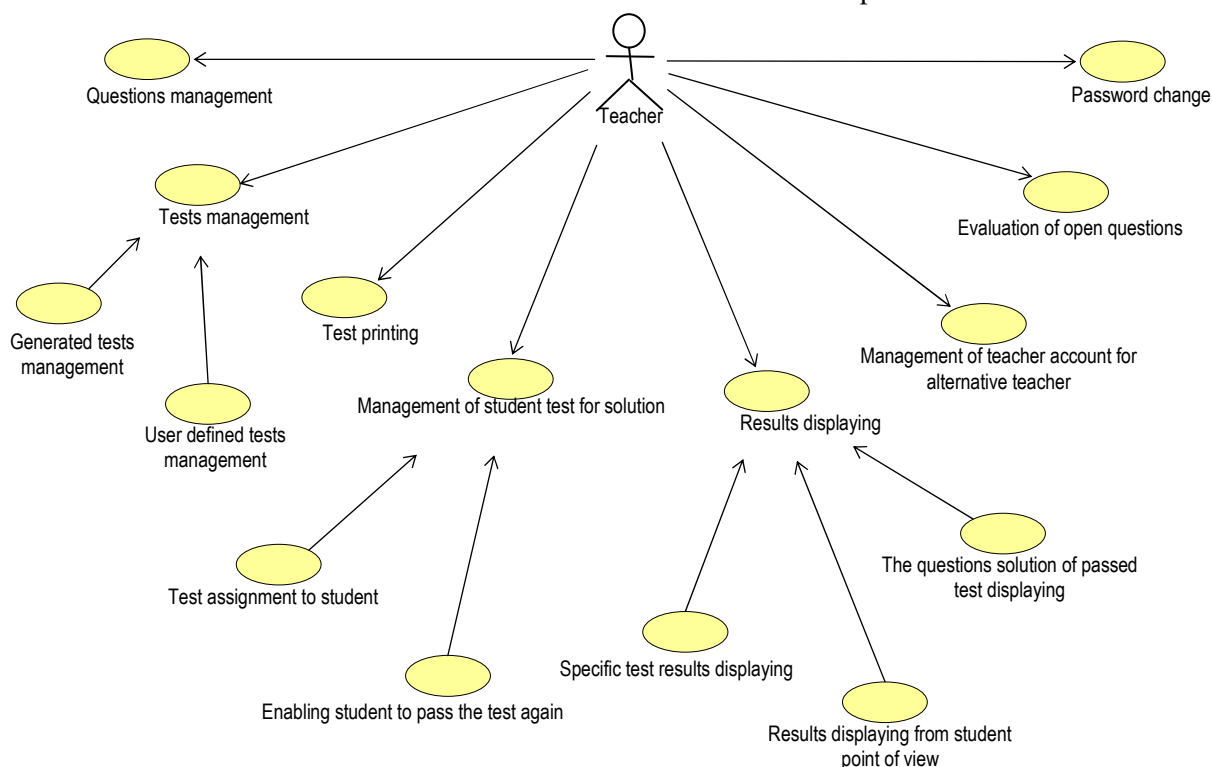 Teacher
Questions management
Password change
Tests management
Evaluation of open questions
Test printing
Generated tests
management
Management of teacher account for
alternative teacher
Management of student test for solution
Results displaying
User defined tests
management
Test assignment to student
The questions solution of passed
test displaying
Specific test results displaying
Enabling student to pass the test again
Results displaying from student
point of view